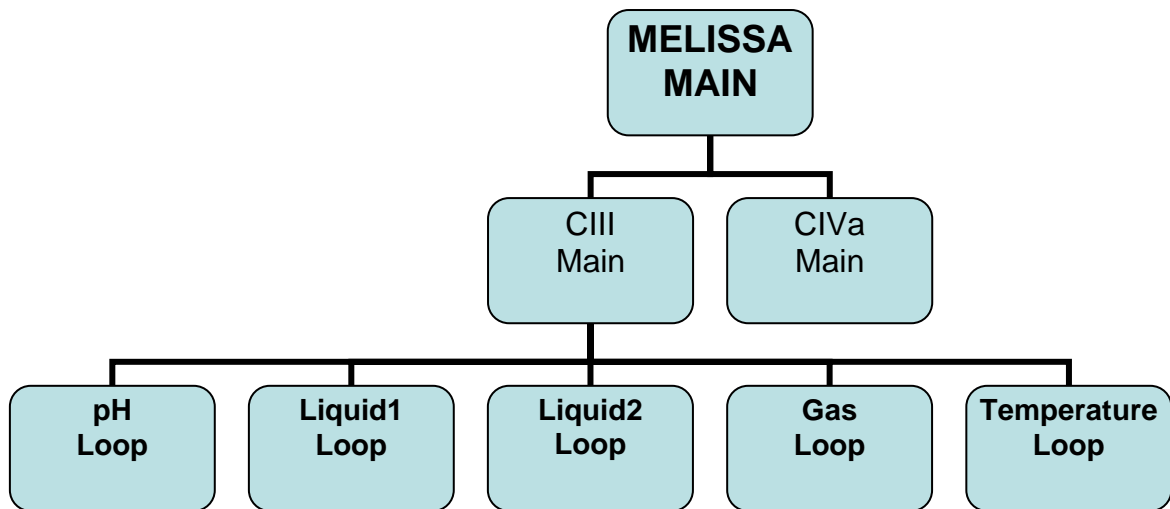 MELISSA
MAIN
CIII
Main
CIVa
Main
pH
Loop
Liquid1
Loop
Liquid2
Loop
Gas
Loop
Temperature
Loop